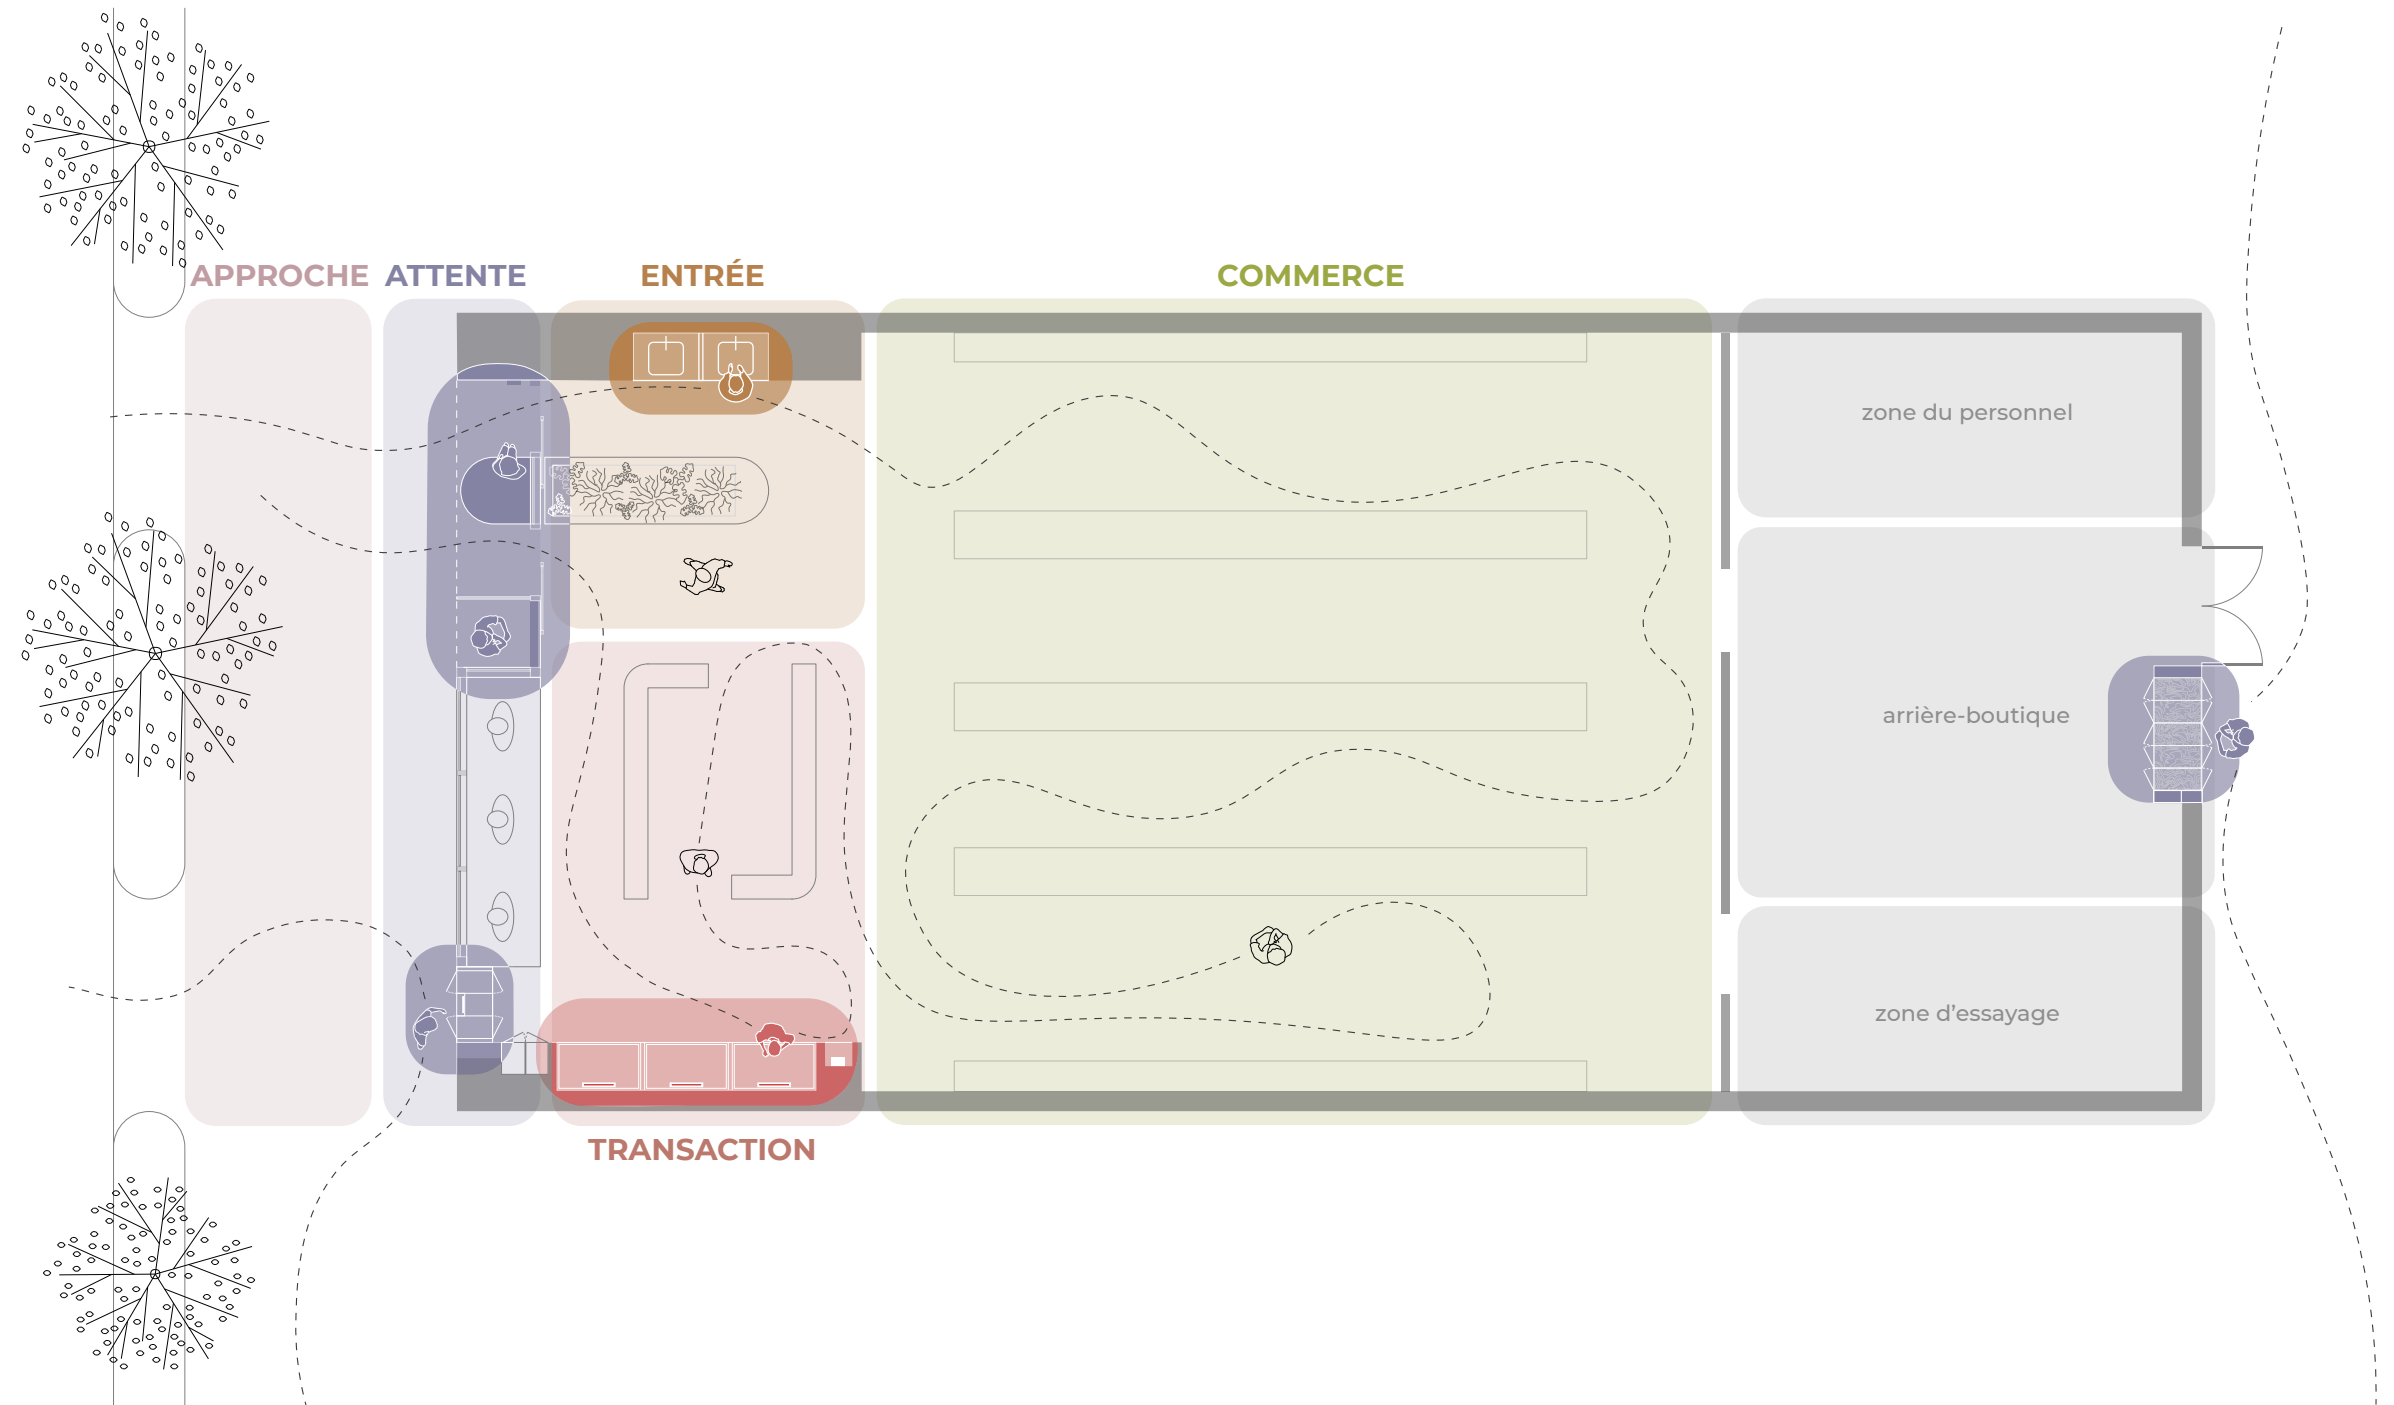 APPROCHE
ATTENTE
ENTRÉE
COMMERCE
zone du personnel
arrière-boutique
zone d’essayage
TRANSACTION